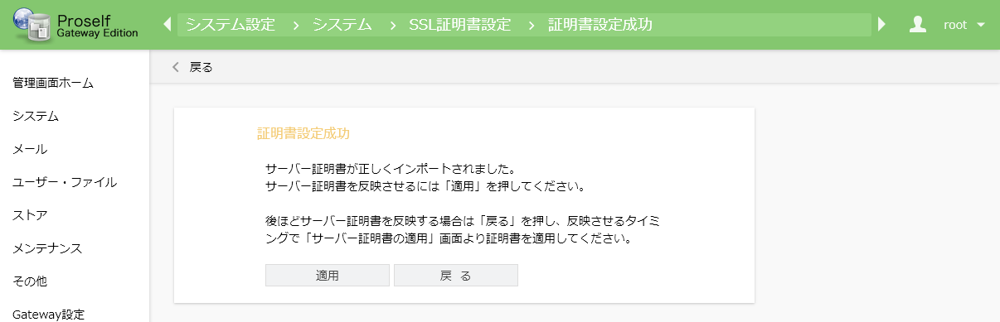 Proself
Gateway Edition
システム設定 > システム > SSL証明書設定 > 証明書設定成功
root
戻る
管理画面ホーム
システム
メール
ユーザー・ファイル
ストア
メンテナンス
その他
Gateway設定
証明書設定成功
サーバー証明書が正しくインポートされました。
サーバー証明書を反映させるには「適用」を押してください。
後ほどサーバー証明書を反映する場合は「戻る」を押し、反映させるタイミ
ングで「サーバー証明書の適用」画面より証明書を適用してください。
適用
戻 る